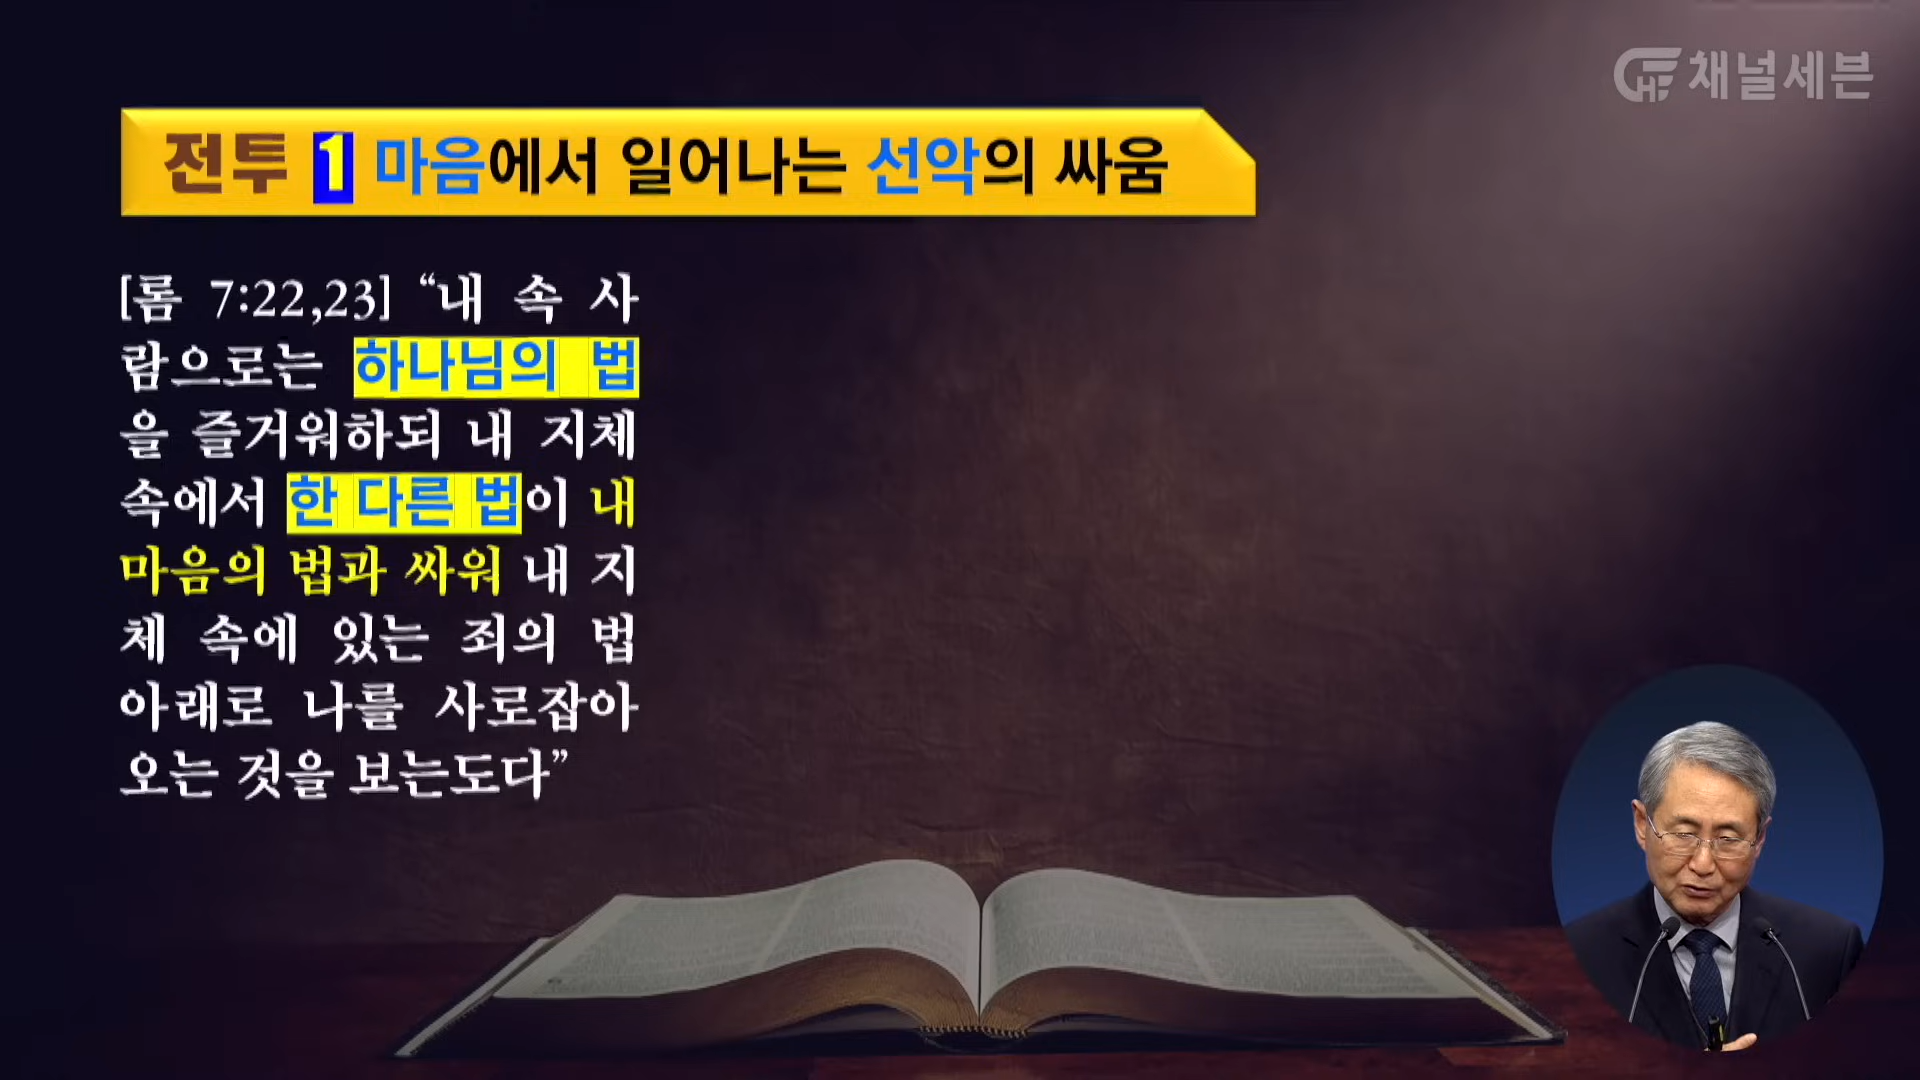 채널세븐
전투 1 마음에서 일어나는 선악의 싸움
[롬 7:22,23] “내 속 사
람으로는 하나님의 법
을 즐거워하되 내 지체
속에서 한 다른 법이 내
마음의 법과 싸워 내 지
체 속에 있는 죄의 법
아래로 나를 사로잡아
오는 것을 보는도다”